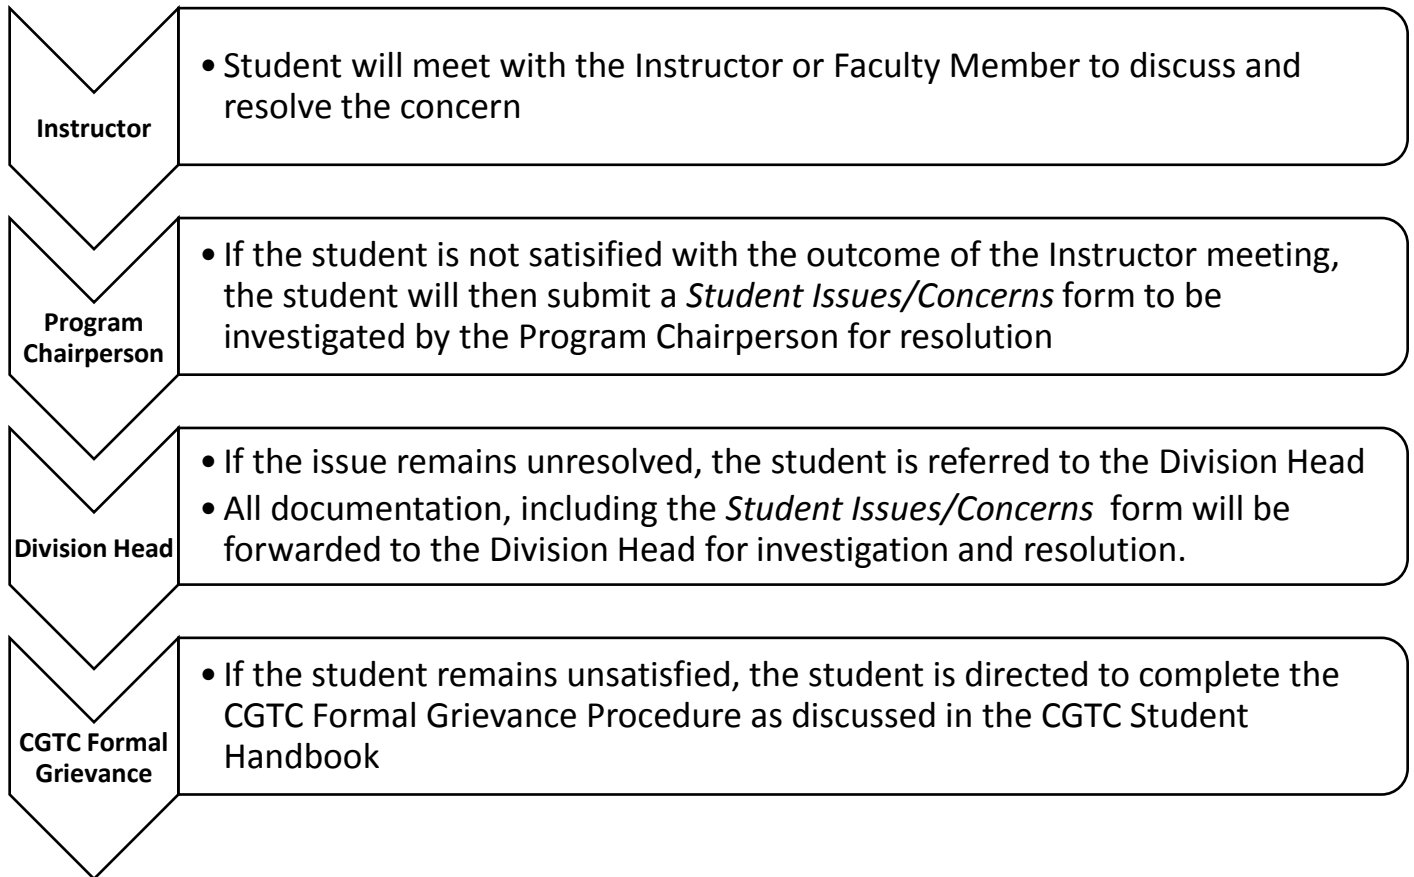 Instructor
• Student will meet with the Instructor or Faculty Member to discuss and
resolve the concern
Program
Chairperson
• If the student is not satisified with the outcome of the Instructor meeting,
the student will then submit a Student Issues/Concerns form to be
investigated by the Program Chairperson for resolution
Division Head
• If the issue remains unresolved, the student is referred to the Division Head
• All documentation, including the Student Issues/Concerns  form will be
forwarded to the Division Head for investigation and resolution.
CGTC Formal
Grievance
• If the student remains unsatisfied, the student is directed to complete the
CGTC Formal Grievance Procedure as discussed in the CGTC Student
Handbook